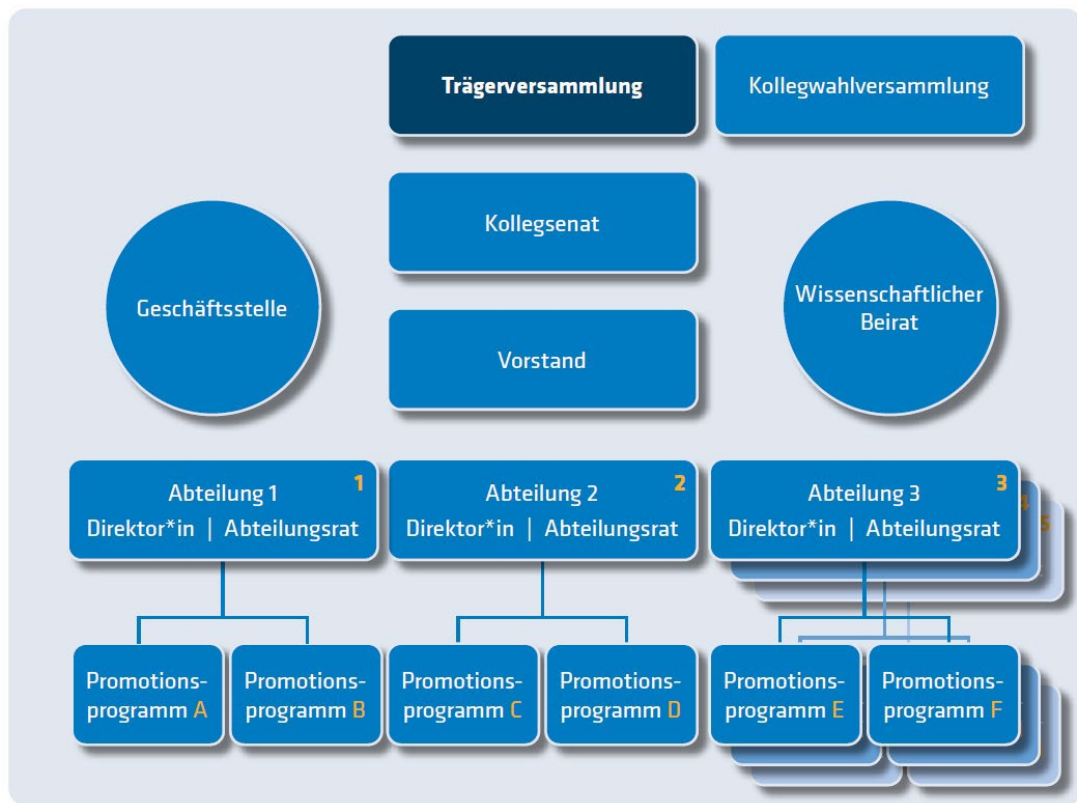 Trägerversammlung
Kollegwahlversammlung
Kollegsenat
Geschäftsstelle
Wissenschaftlicher
Beirat
Vorstand
1
Abteilung 1
Direktor*in | Abteilungsrat
2
Abteilung 2
Direktor*in | Abteilungsrat
3
Abteilung 3
Direktor*in | Abteilungsrat
4
5
Promotions-
programm A
Promotions-
programm B
Promotions-
programm C
Promotions-
programm D
Promotions-
programm E
Promotions-
programm F